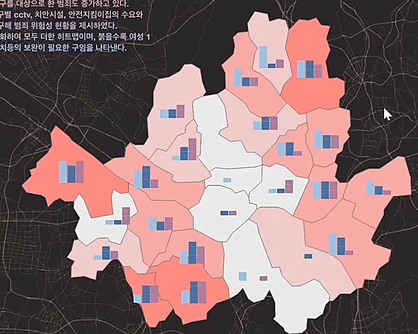 구를 대상으로 한 범죄도 증가하고 있다.
구별 cctv, 치안시설, 안전지킴이집의 수요와
구해 범죄 위험성 현황을 제시하였다.
화하여 모두 더한 히트맵이며, 붉을수록 여성 1
치등의 보완이 필요한 구임을 나타낸다.